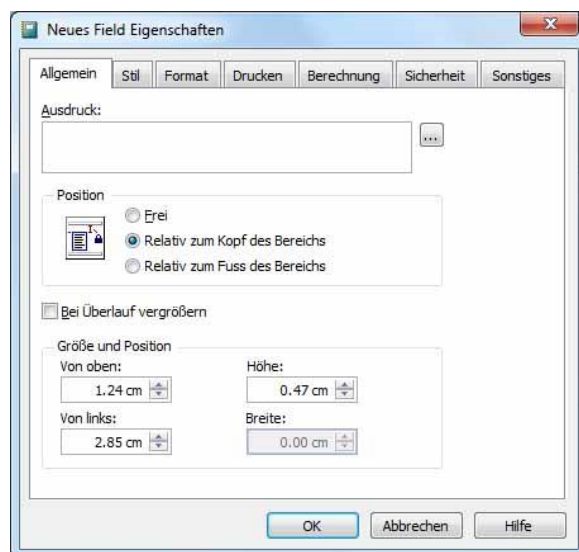 Neues Field Eigenschaften
Allgemein Stil Format Drucken Berechnung Sicherheit Sonstiges
Ausdruck:
...
Position
Frei
Relativ zum Kopf des Bereichs
Relativ zum Fuss des Bereichs
Bei Überlauf vergrößern
Größe und Position
Von oben: Höhe:
1.24 cm 0.47 cm
Von links: Breite:
2.85 cm 0.00 cm
OK Abbrechen Hilfe